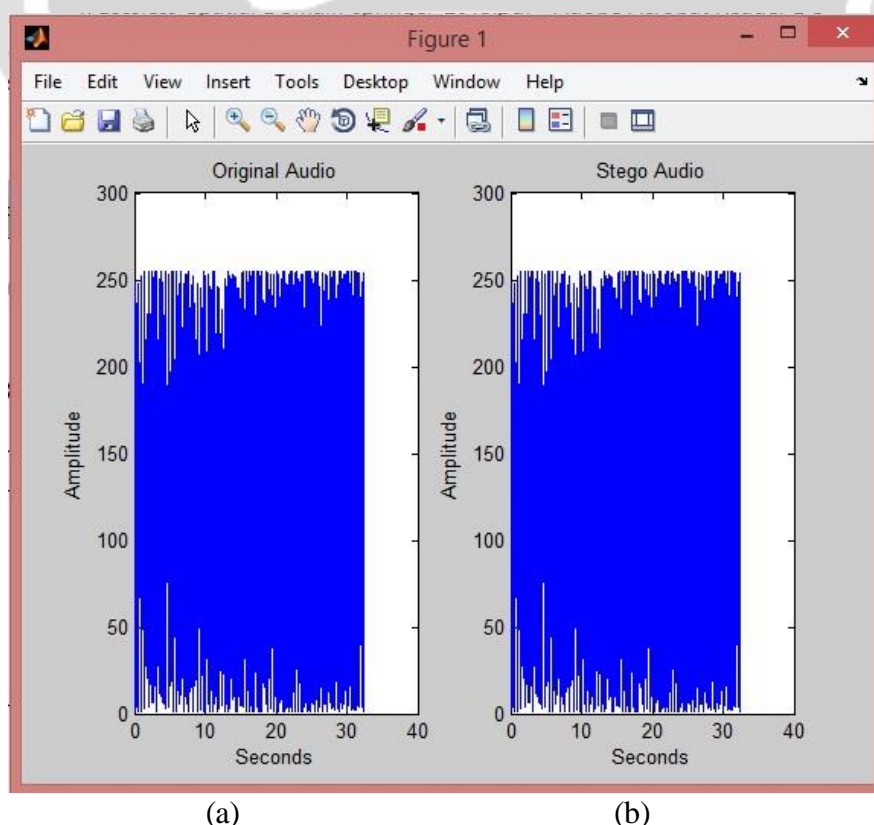 Figure 1
File Edit View Insert Tools Desktop Window Help
Original Audio
300
250
200
150
100
50
0
Amplitude
0 10 20 30 40
Seconds
Stego Audio
300
250
200
150
100
50
0
Amplitude
0 10 20 30 40
Seconds
(a) (b)